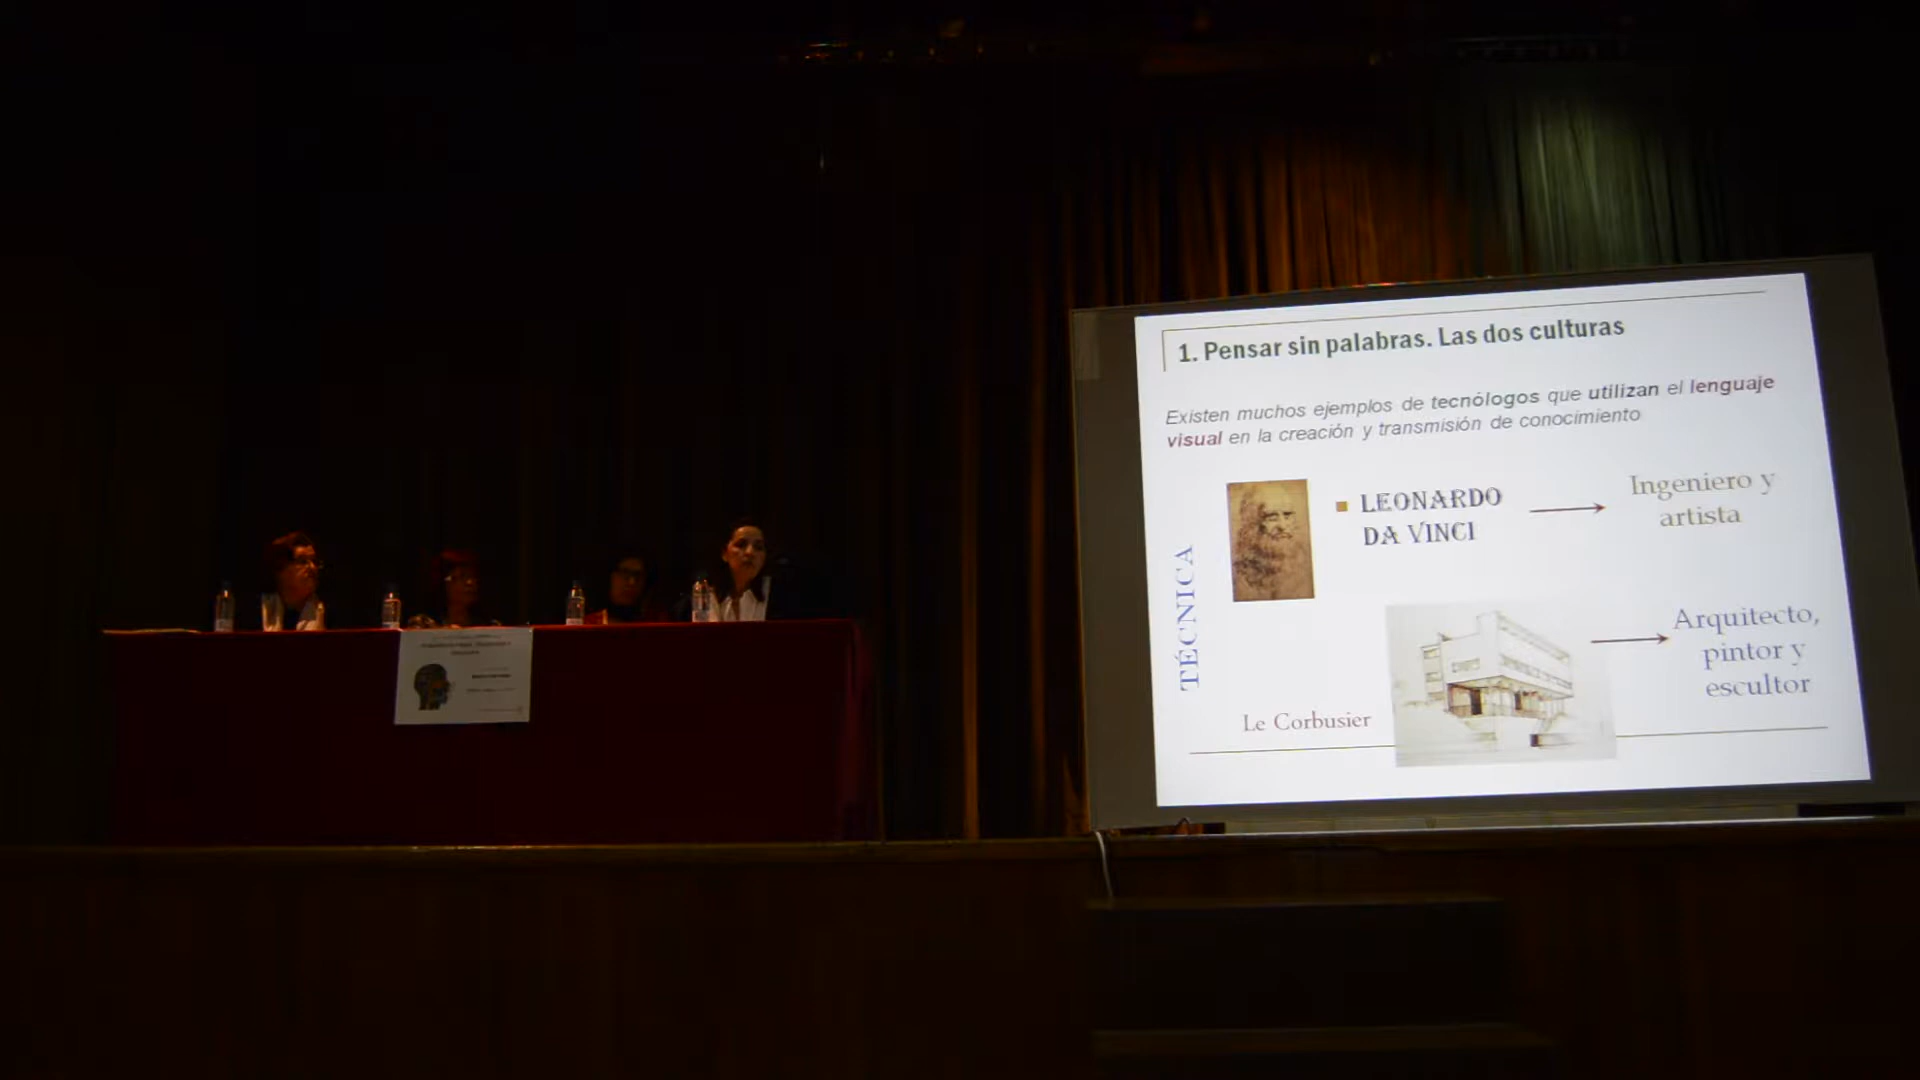 1. Pensar sin palabras. Las dos culturas
Existen muchos ejemplos de tecnólogos que utilizan el lenguaje
visual en la creación y transmisión de conocimiento
LEONARDO
DA VINCI
Ingeniero y
artista
TÉCNICA
Arquitecto,
pintor y
escultor
Le Corbusier